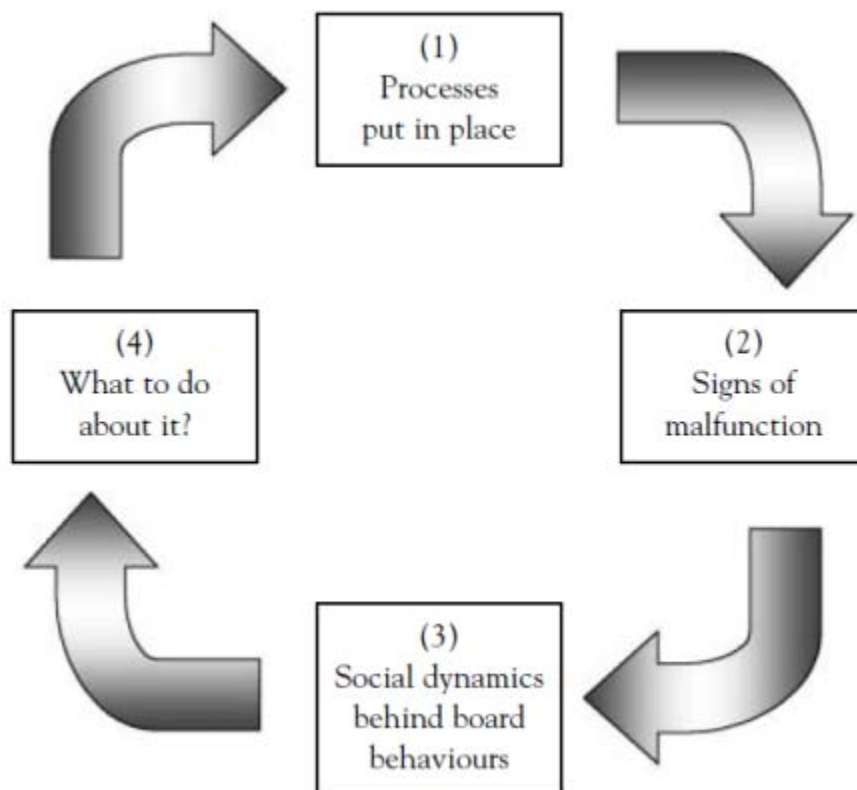 (1)
Processes
put in place
(2)
Signs of
malfunction
(3)
Social dynamics
behind board
behaviours
(4)
What to do
about it?